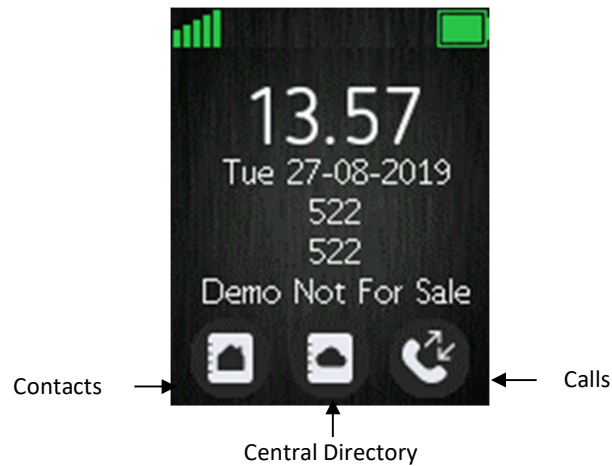 13.57
Tue 27-08-2019
522
522
Demo Not For Sale
Contacts
Calls
Central Directory